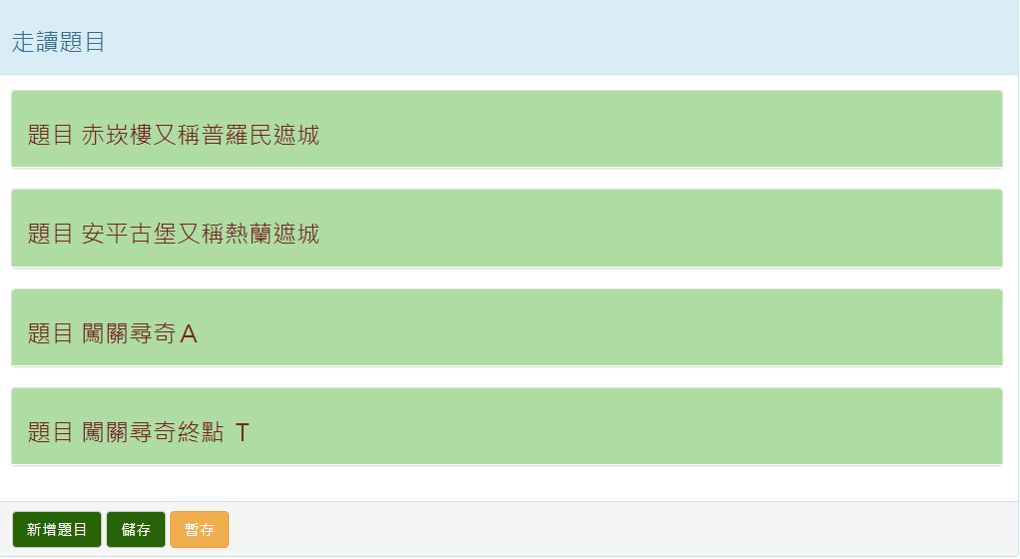 走讀題目
題目 赤崁樓又稱普羅民遮城
題目 安平古堡又稱熱蘭遮城
題目 闖關尋奇A
題目 闖關尋奇終點 T
新增題目 儲存 暫存